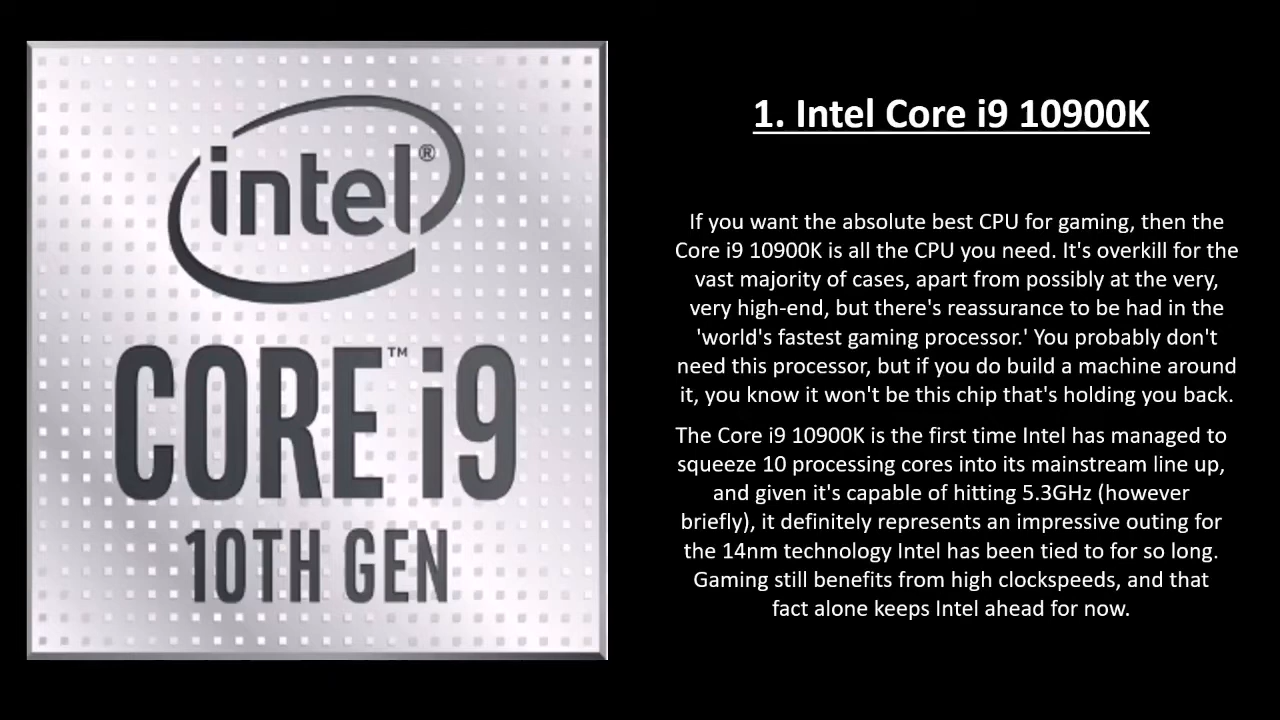 intel®
CORE™ i9
10TH GEN
1. Intel Core i9 10900K
If you want the absolute best CPU for gaming, then the
Core i9 10900K is all the CPU you need. It's overkill for the
vast majority of cases, apart from possibly at the very,
very high-end, but there's reassurance to be had in the
'world's fastest gaming processor.' You probably don't
need this processor, but if you do build a machine around
it, you know it won't be this chip that's holding you back.
The Core i9 10900K is the first time Intel has managed to
squeeze 10 processing cores into its mainstream line up,
and given it's capable of hitting 5.3GHz (however
briefly), it definitely represents an impressive outing for
the 14nm technology Intel has been tied to for so long.
Gaming still benefits from high clockspeeds, and that
fact alone keeps Intel ahead for now.